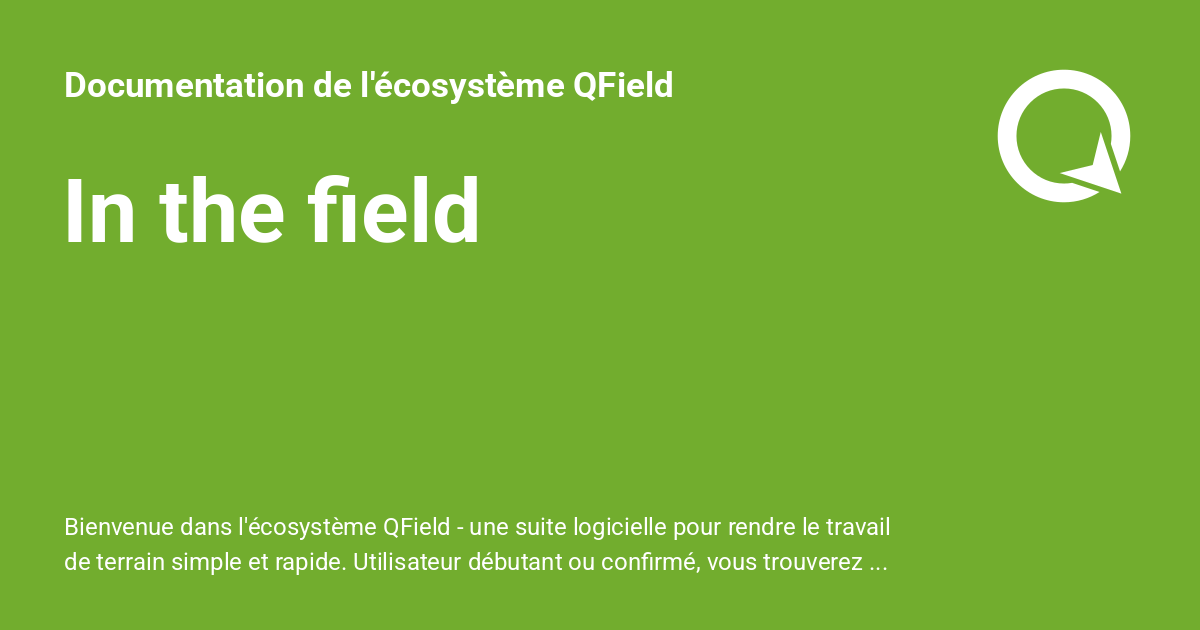 Documentation de l'écosystème QField
In the field
Bienvenue dans l'écosystème QField - une suite logicielle pour rendre le travail
de terrain simple et rapide. Utilisateur débutant ou confirmé, vous trouverez ...